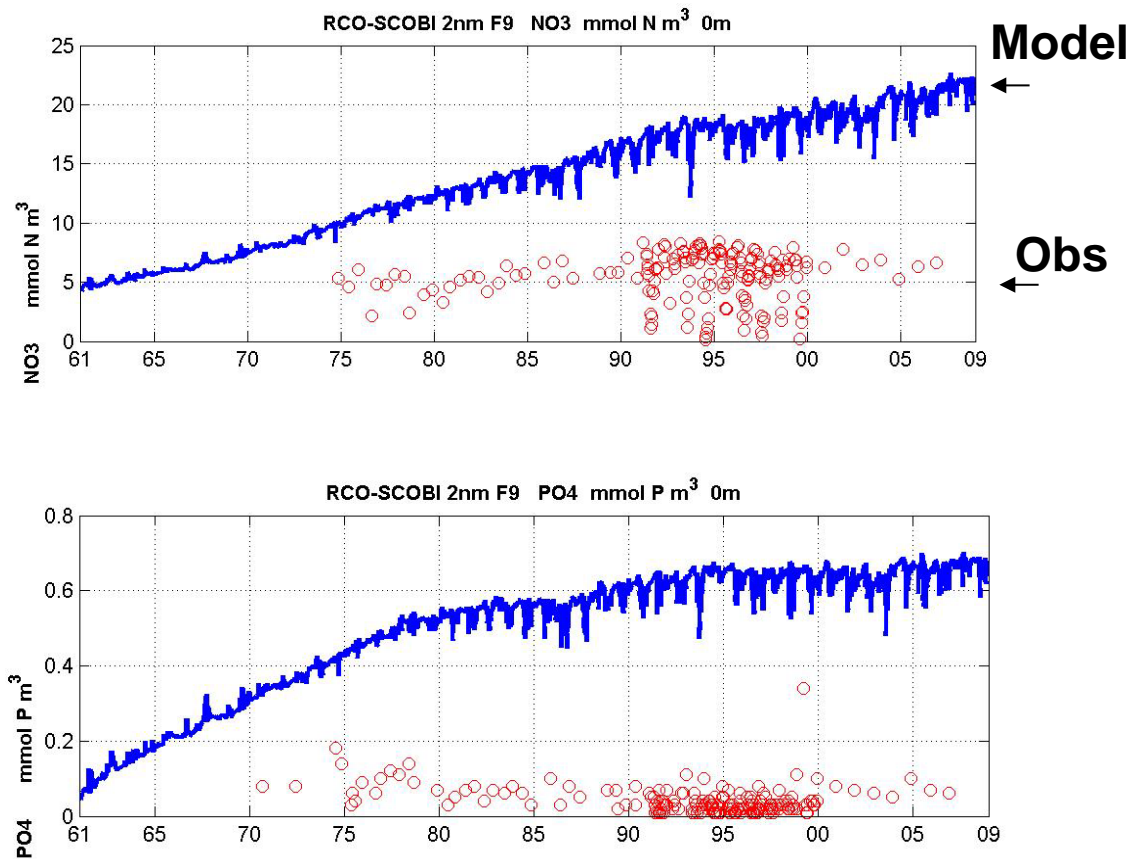 RCO-SCOBI 2nm F9 NO3 mmol N m3 0m
Model
Obs
NO3 mmol N m3
25
20
15
10
5
0
61 65 70 75 80 85 90 95 00 05 09
RCO-SCOBI 2nm F9 PO4 mmol P m3 0m
PO4 mmol P m3
0.8
0.6
0.4
0.2
0
61 65 70 75 80 85 90 95 00 05 09